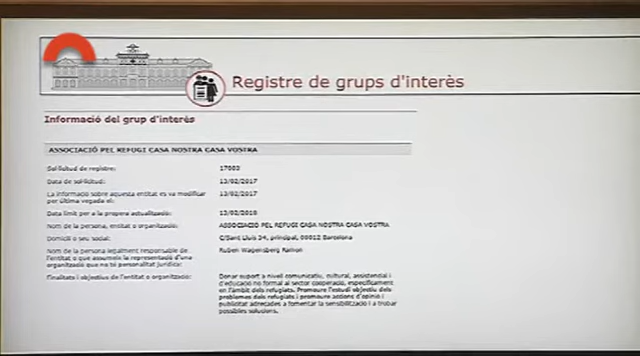 Registre de grups d'interès
Informació del grup d'interès
ASSOCIACIÓ PEL REFUGI CASA NOSTRA CASA VOSTRA
Sol·licitud de registre: 17003
Data de sol·licitud: 13/02/2017
La informació sobre aquesta entitat es va modificar 13/02/2017
per última vegada el:
Data límit per a la propera actualització: 13/02/2018
Nom de la persona, entitat o organització: ASSOCIACIÓ PEL REFUGI CASA NOSTRA CASA VOSTRA
Domicili o seu social: C/Sant Lluís 34, principal, 08012 Barcelona
Nom de la persona legalment responsable de Ruben Wagensberg Ramon
l'entitat o que assumeix la representació d'una
organització que no té personalitat jurídica:
Finalitats i objectius de l'entitat o organització: Donar suport a nivell comunicatiu, cultural, assistencial i
d'educació no formal al sector cooperació, específicament
en l'àmbit dels refugiats. Promoure l'estudi objectiu dels
problemes dels refugiats i promoure actions d'opinio i
publicitat adreçades a fomentar la sensibilització i a trobar
possibles solucions.